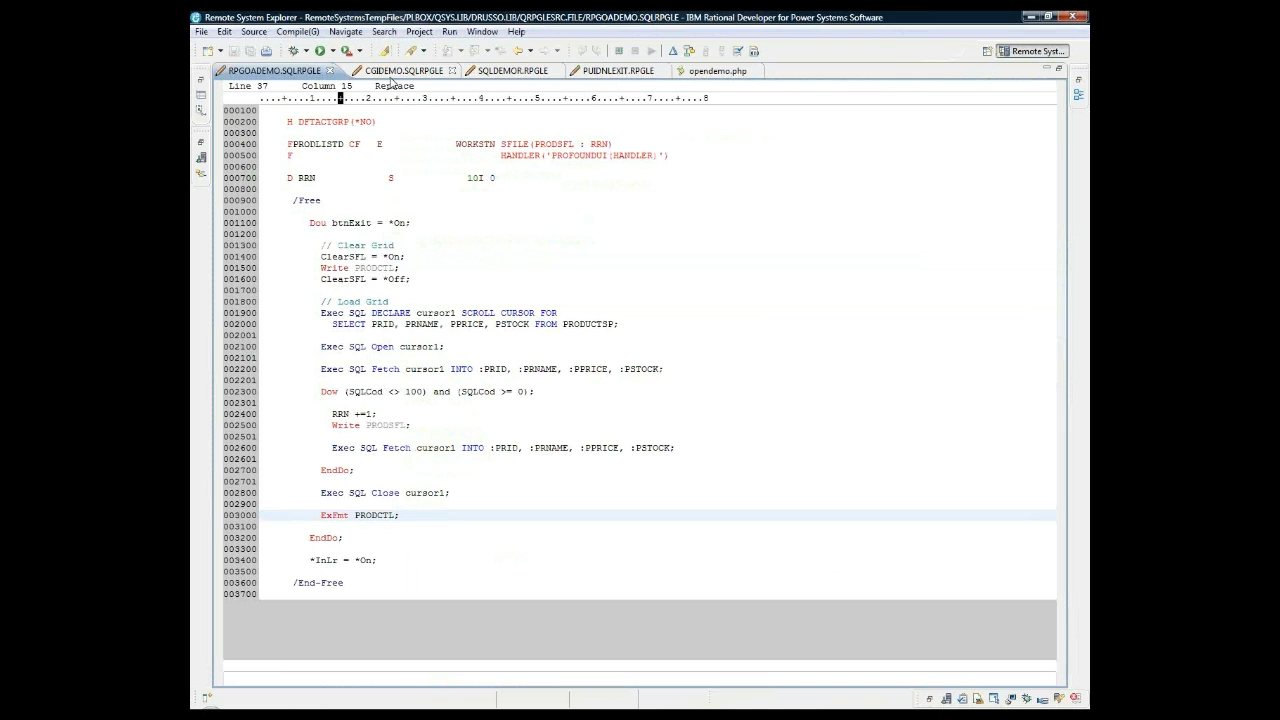 Remote System Explorer - RemoteSystemsTempFiles/PLBOX/QSYS.LIB/DRUSSO.LIB/QRPGLESRC.FILE/RPGOADEMO.SQLRPGLE - IBM Rational Developer for Power Systems Software
File Edit Source Compile(G) Navigate Search Project Run Window Help
Remote Syst...
RPGOADEMO.SQLRPGLE CGIDEMO.SQLRPGLE SQLDEMOR.RPGLE PUIDNLEXIT.RPGLE opendemo.php
Line 37 Column 15 Replace
....+....1....+....2....+....3....+....4....+....5....+....6....+....7....+....8
000100
000200 H DFTACTGRP(*NO)
000300
000400 FPRODLISTD CF E WORKSTN SFILE(PRODSFL : RRN)
000500 F HANDLER('PROFOUNDUI(HANDLER)')
000600
000700 D RRN S 10I 0
000800
000900 /Free
001000
001100 Dou btnExit = *On;
001200
001300 // Clear Grid
001400 ClearSFL = *On;
001500 Write PRODCTL;
001600 ClearSFL = *Off;
001700
001800 // Load Grid
001900 Exec SQL DECLARE cursor1 SCROLL CURSOR FOR
002000 SELECT PRID, PRNAME, PPRICE, PSTOCK FROM PRODUCTSP;
002001
002100 Exec SQL Open cursor1;
002101
002200 Exec SQL Fetch cursor1 INTO :PRID, :PRNAME, :PPRICE, :PSTOCK;
002201
002300 Dow (SQLCod <> 100) and (SQLCod >= 0);
002301
002400 RRN +=1;
002500 Write PRODSFL;
002501
002600 Exec SQL Fetch cursor1 INTO :PRID, :PRNAME, :PPRICE, :PSTOCK;
002601
002700 EndDo;
002701
002800 Exec SQL Close cursor1;
002900
003000 ExFmt PRODCTL;
003100
003200 EndDo;
003300
003400 *InLr = *On;
003500
003600 /End-Free
003700